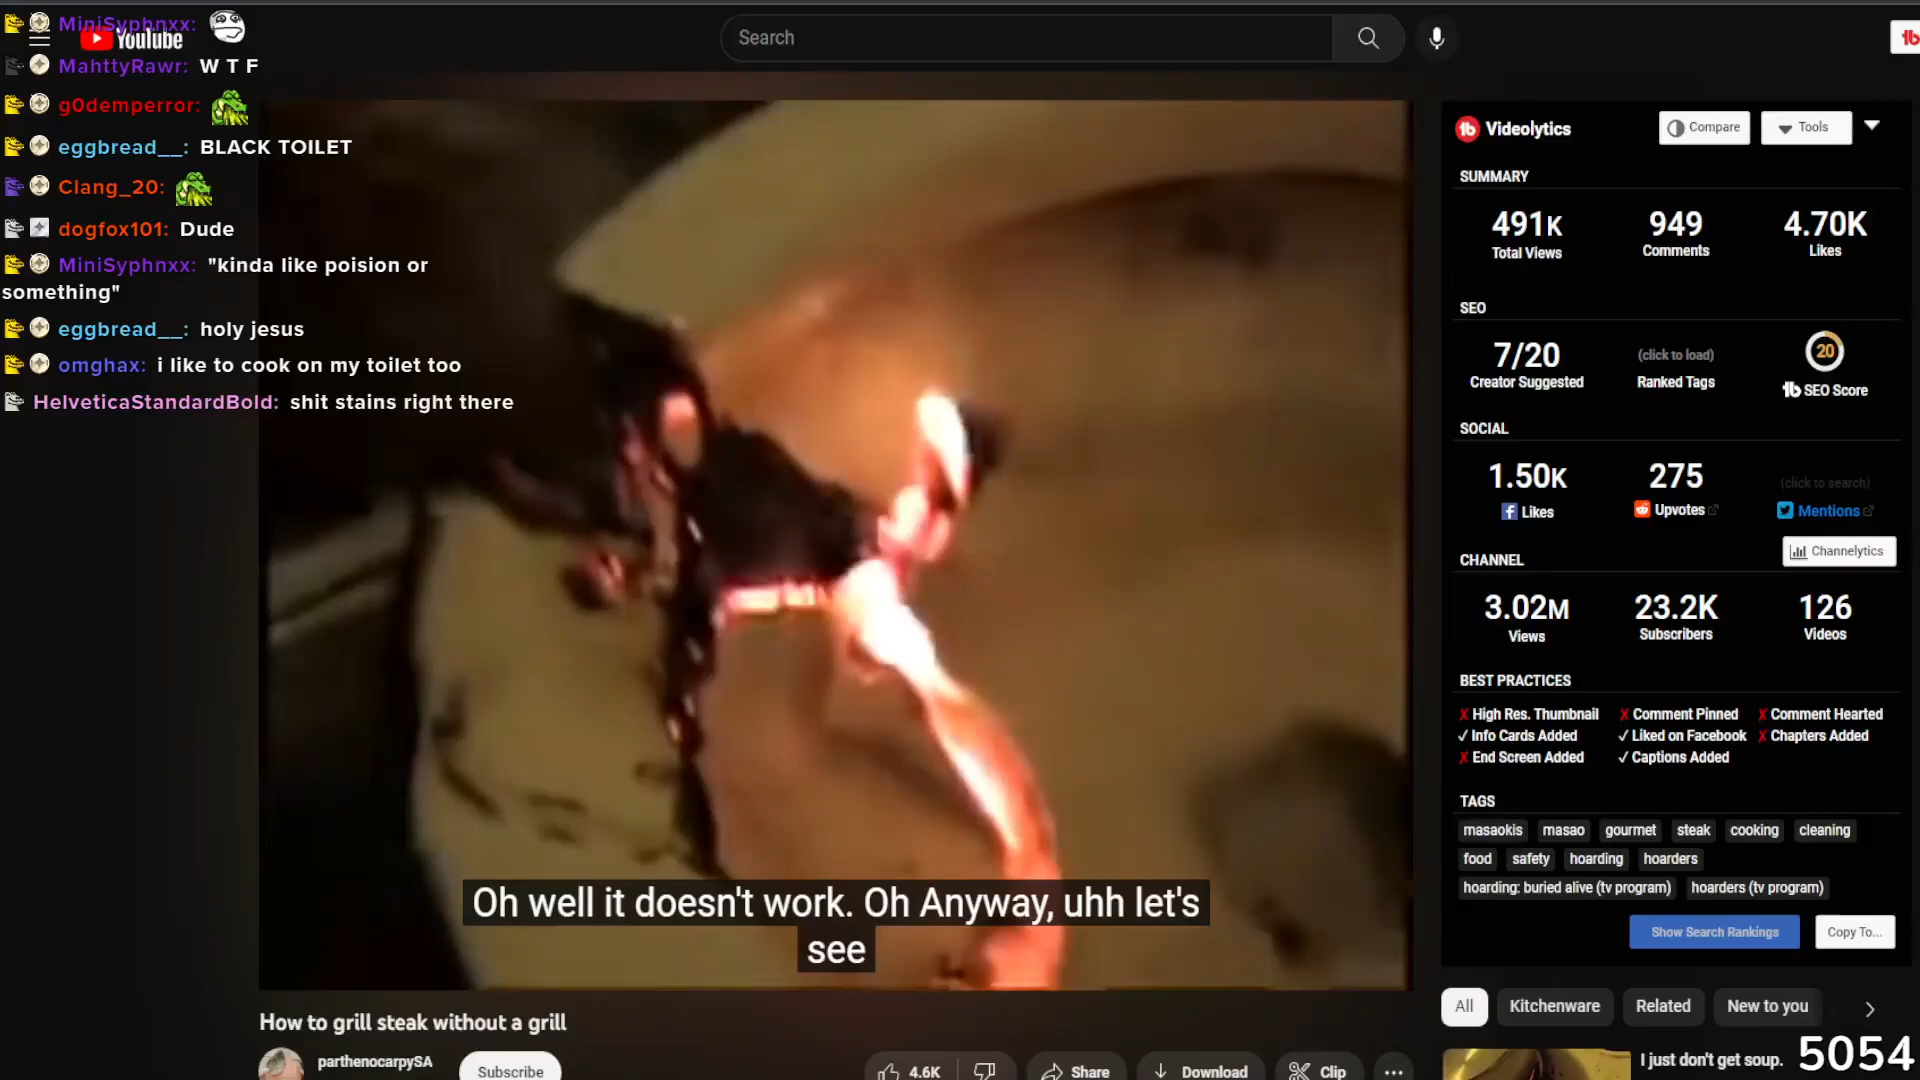 MiniSyphnxx:
YouTube
Search
MahttyRawr: W T F
g0demperror:
eggbread__: BLACK TOILET
Clang_20:
dogfox101: Dude
MiniSyphnxx: "kinda like poision or
something"
eggbread__: holy jesus
omghax: i like to cook on my toilet too
HelveticaStandardBold: shit stains right there
Oh well it doesn't work. Oh Anyway, uhh let's
see
How to grill steak without a grill
parthenocarpySA
Subscribe
4.6K
Share
Download
Clip
Videolytics
Compare
Tools
SUMMARY
491K 949 4.70K
Total Views Comments Likes
SEO
7/20 (click to load) 20
Creator Suggested Ranked Tags SEO Score
SOCIAL
1.50K 275 (click to search)
Likes Upvotes Mentions
CHANNEL Channelytics
3.02M 23.2K 126
Views Subscribers Videos
BEST PRACTICES
✗ High Res. Thumbnail ✗ Comment Pinned ✗ Comment Hearted
✓ Info Cards Added ✓ Liked on Facebook ✗ Chapters Added
✗ End Screen Added ✓ Captions Added
TAGS
masaokis masao gourmet steak cooking cleaning
food safety hoarding hoarders
hoarding: buried alive (tv program) hoarders (tv program)
Show Search Rankings Copy To...
All Kitchenware Related New to you
I just don't get soup.
5054